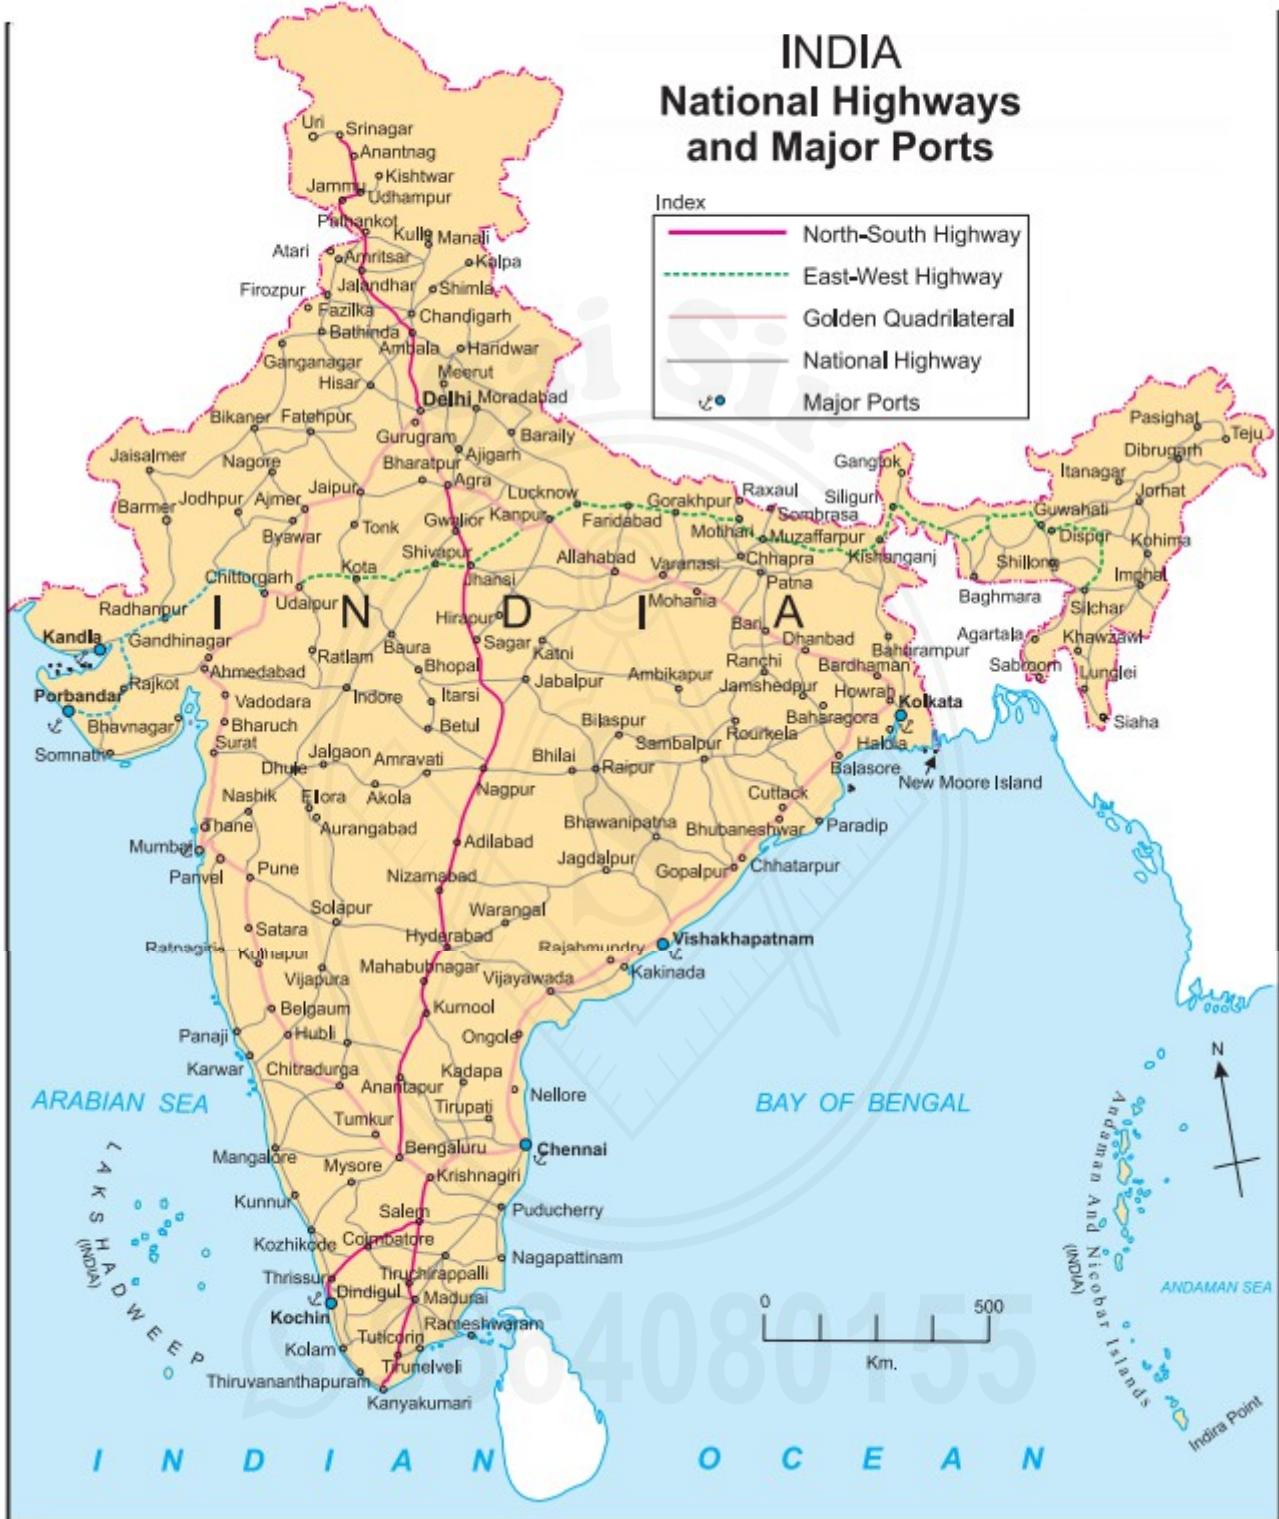 INDIA
National Highways
and Major Ports
Index
North-South Highway
East-West Highway
Golden Quadrilateral
National Highway
Major Ports
Uri
Srinagar
Anantnag
Kishtwar
Jammu
Udhampur
Pathankot
Kullu
Manali
Atari
Amritsar
Kalpa
Jalandhar
Shimla
Firozpur
Fazilka
Chandigarh
Bathinda
Ambala
Haridwar
Ganganagar
Hisar
Meerut
Delhi
Moradabad
Bikaner
Fatehpur
Gurugram
Baraily
Jaisalmer
Nagore
Bharatpur
Ajigarh
Agra
Jodhpur
Ajmer
Jaipur
Lucknow
Gorakhpur
Raxaul
Siliguri
Gangtok
Barmer
Byawar
Tonk
Gwalior
Kanpur
Faridabad
Motihari
Sombrasa
Muzaffarpur
Kishanganj
Pasighat
Teju
Dibrugarh
Itanagar
Jorhat
Guwahati
Dispur
Kohima
Shillong
Imphal
Baghmara
Silchar
Agartala
Khawzawl
Sabroom
Lunglei
Siaha
Chittorgarh
Kota
Shivapur
Jhansi
Allahabad
Varanasi
Chhapra
Patna
Udaipur
Mohania
Radhanpur
I N D I A
Hirapur
Bari
Kandla
Gandhinagar
Ratlam
Baura
Sagar
Katni
Dhanbad
Bahtirampur
Ahmedabad
Bhopal
Ranchi
Bardhaman
Porbandar
Rajkot
Vadodara
Indore
Itarsi
Jabalpur
Ambikapur
Jamshedpur
Howrah
Kolkata
Bhavnagar
Bharuch
Betul
Bilaspur
Rourkela
Baharagora
Haldia
Somnath
Surat
Jalgaon
Amravati
Bhilai
Raipur
Sambalpur
Balasore
New Moore Island
Dhule
Nagpur
Nashik
Ellora
Akola
Cuttack
Thane
Aurangabad
Bhawanipatna
Bhubaneshwar
Paradip
Mumbai
Adilabad
Panvel
Pune
Nizamabad
Jagdalpur
Gopalpur
Chhatarpur
Solapur
Warangal
Satara
Hyderabad
Rajahmundry
Vishakhapatnam
Ratnagiri
Kolhapur
Vijapura
Mahabubnagar
Vijayawada
Kakinada
Belgaum
Kurnool
Panaji
Hubli
Ongole
Karwar
Chitradurga
Anantapur
Kadapa
Nellore
ARABIAN SEA
BAY OF BENGAL
N
Tumkur
Tirupati
Mangalore
Mysore
Bengaluru
Chennai
Krishnagiri
Kunnur
Salem
Puducherry
Kozhikode
Coimbatore
Nagapattinam
Thrissur
Tiruchirappalli
Dindigul
Madurai
Kochin
Rameshwaram
Kolam
Tuticorin
Tirunelveli
Thiruvananthapuram
Kanyakumari
LAKSHADWEEP
(INDIA)
Andaman And Nicobar Islands
(INDIA)
ANDAMAN SEA
0 500
Km.
Indira Point
INDIAN OCEAN